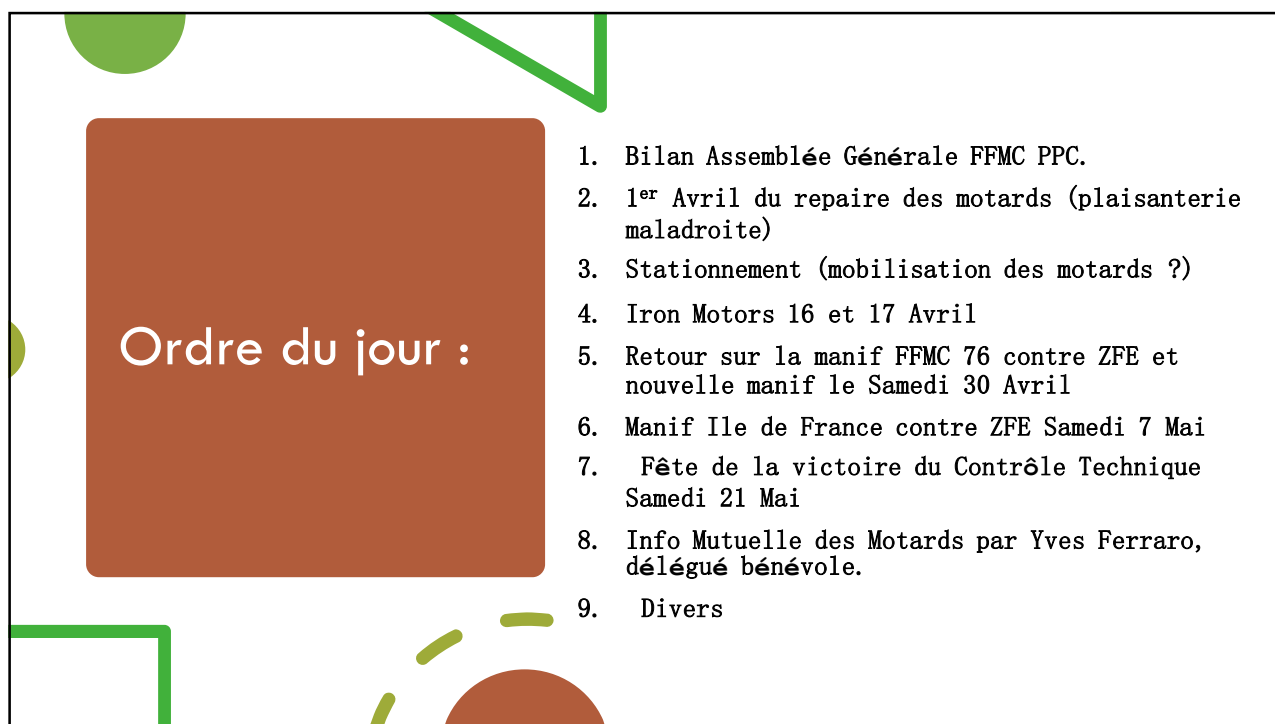 Ordre du jour :
1. Bilan Assemblée Générale FFMC PPC.
2. 1er Avril du repaire des motards (plaisanterie
maladroite)
3. Stationnement (mobilisation des motards ?)
4. Iron Motors 16 et 17 Avril
5. Retour sur la manif FFMC 76 contre ZFE et
nouvelle manif le Samedi 30 Avril
6. Manif Ile de France contre ZFE Samedi 7 Mai
7. Fête de la victoire du Contrôle Technique
Samedi 21 Mai
8. Info Mutuelle des Motards par Yves Ferraro,
délégué bénévole.
9. Divers